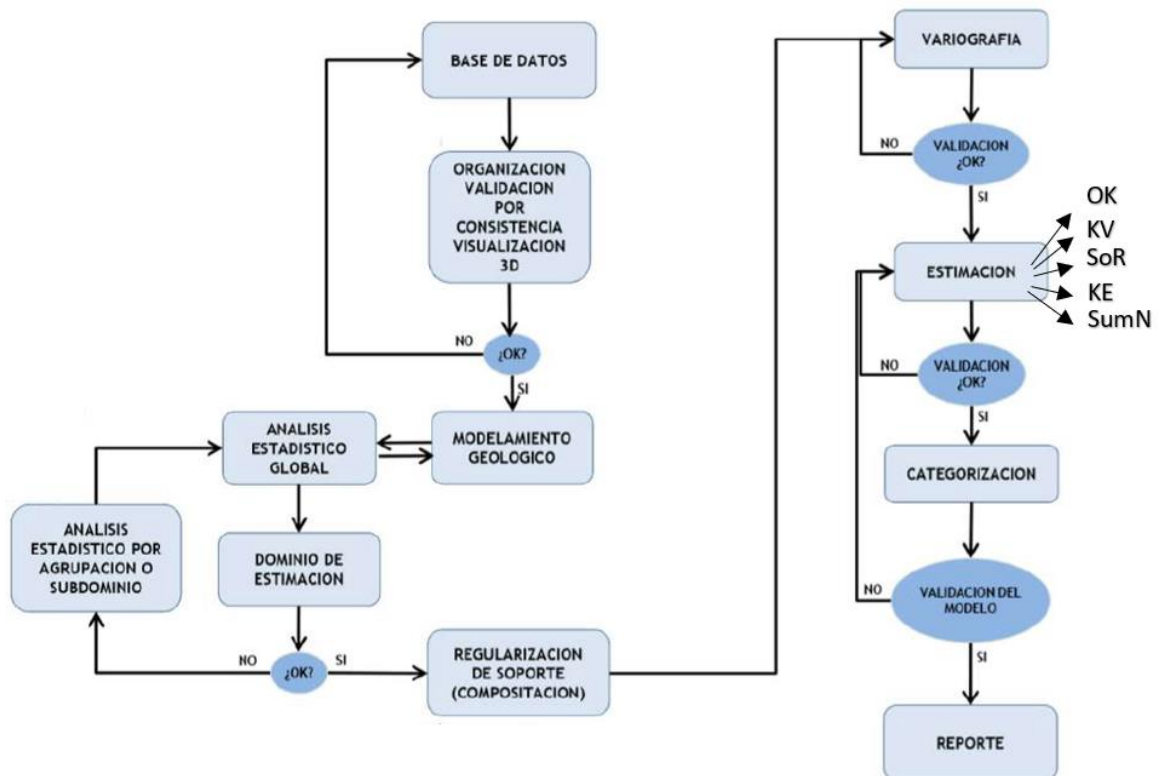 BASE DE DATOS
ORGANIZACION
VALIDACION
POR
CONSISTENCIA
VISUALIZACION
3D
¿OK?
NO
SI
MODELAMIENTO
GEOLOGICO
ANALISIS
ESTADISTICO
GLOBAL
ANALISIS
ESTADISTICO POR
AGRUPACION O
SUBDOMINIO
DOMINIO DE
ESTIMACION
NO
¿OK?
SI
REGULARIZACION
DE SOPORTE
(COMPOSITACION)
VARIOGRAFIA
NO
VALIDACION
¿OK?
SI
ESTIMACION
OK
KV
SoR
KE
SumN
NO
VALIDACION
¿OK?
SI
CATEGORIZACION
NO
VALIDACION DEL
MODELO
SI
REPORTE